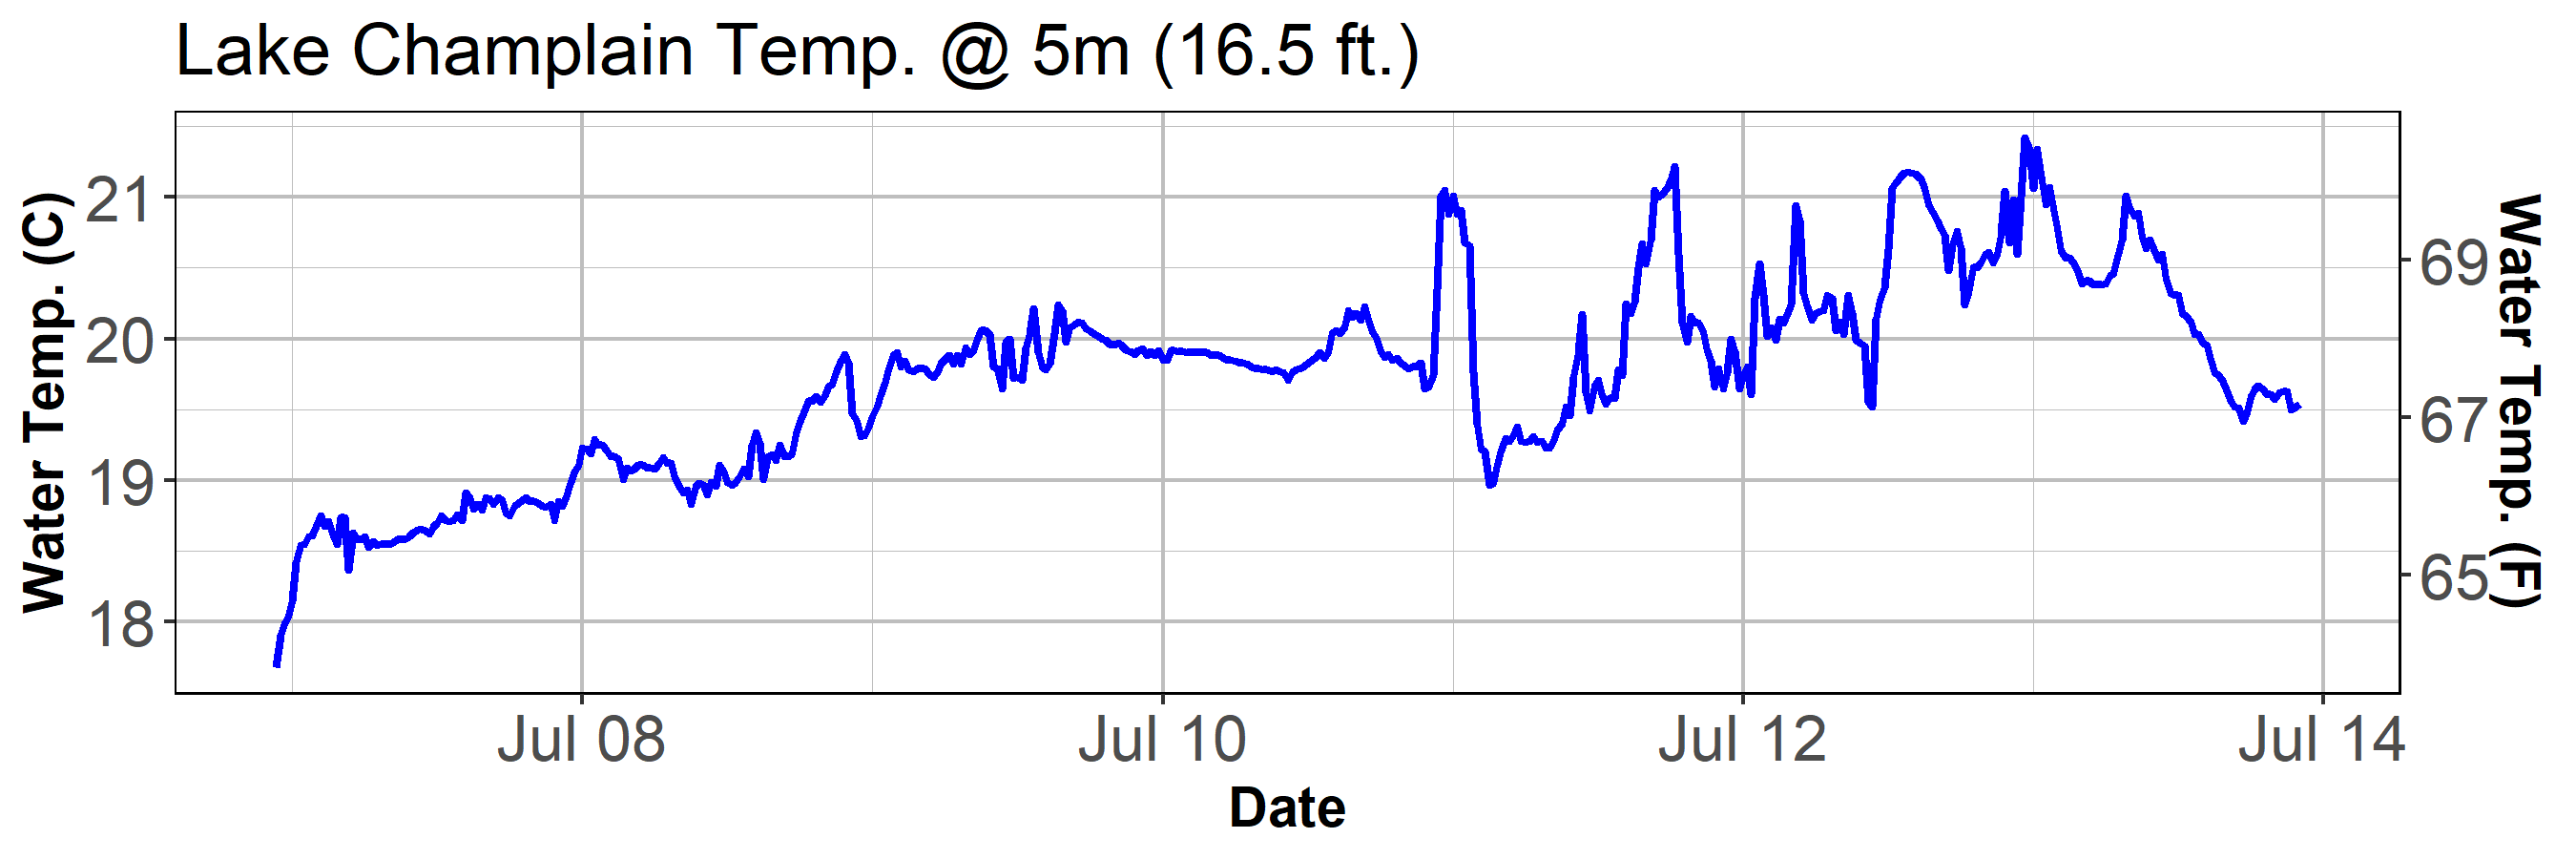 Lake Champlain Temp. @ 5m (16.5 ft.)
Water Temp. (C)
21
20
19
18
69
67
65
Water Temp. (F)
Jul 08
Jul 10
Jul 12
Jul 14
Date